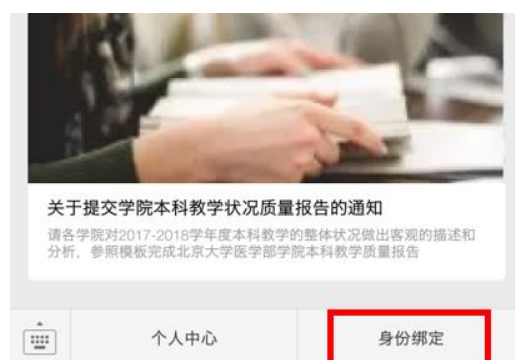 关于提交学院本科教学状况质量报告的通知
请各学院对2017-2018学年度本科教学的整体状况做出客观的描述和
分析，参照模板完成北京大学医学部学院本科教学质量报告
个人中心
身份绑定